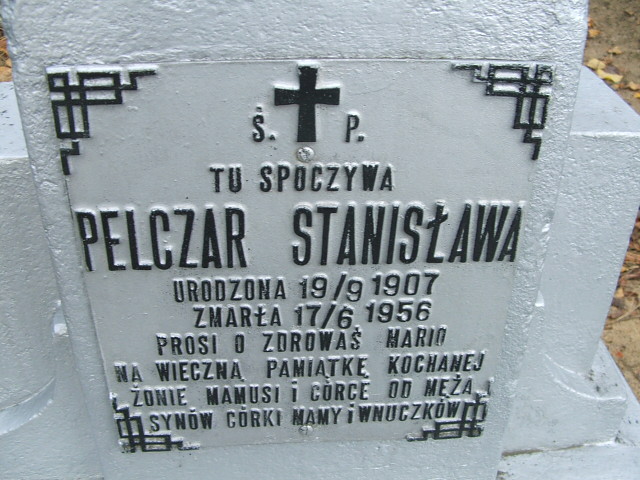 Ś. P.
TU SPOCZYWA
PELCZAR STANISŁAWA
URODZONA 19/9 1907
ZMARŁA 17/6 1956
PROSI O ZDROWAŚ MARIO
NA WIECZNĄ PAMIĄTKĘ KOCHANEJ
ŻONIE MAMUSI I CÓRCE OD MĘŻA
SYNÓW CÓRKI MAMY I WNUCZKÓW